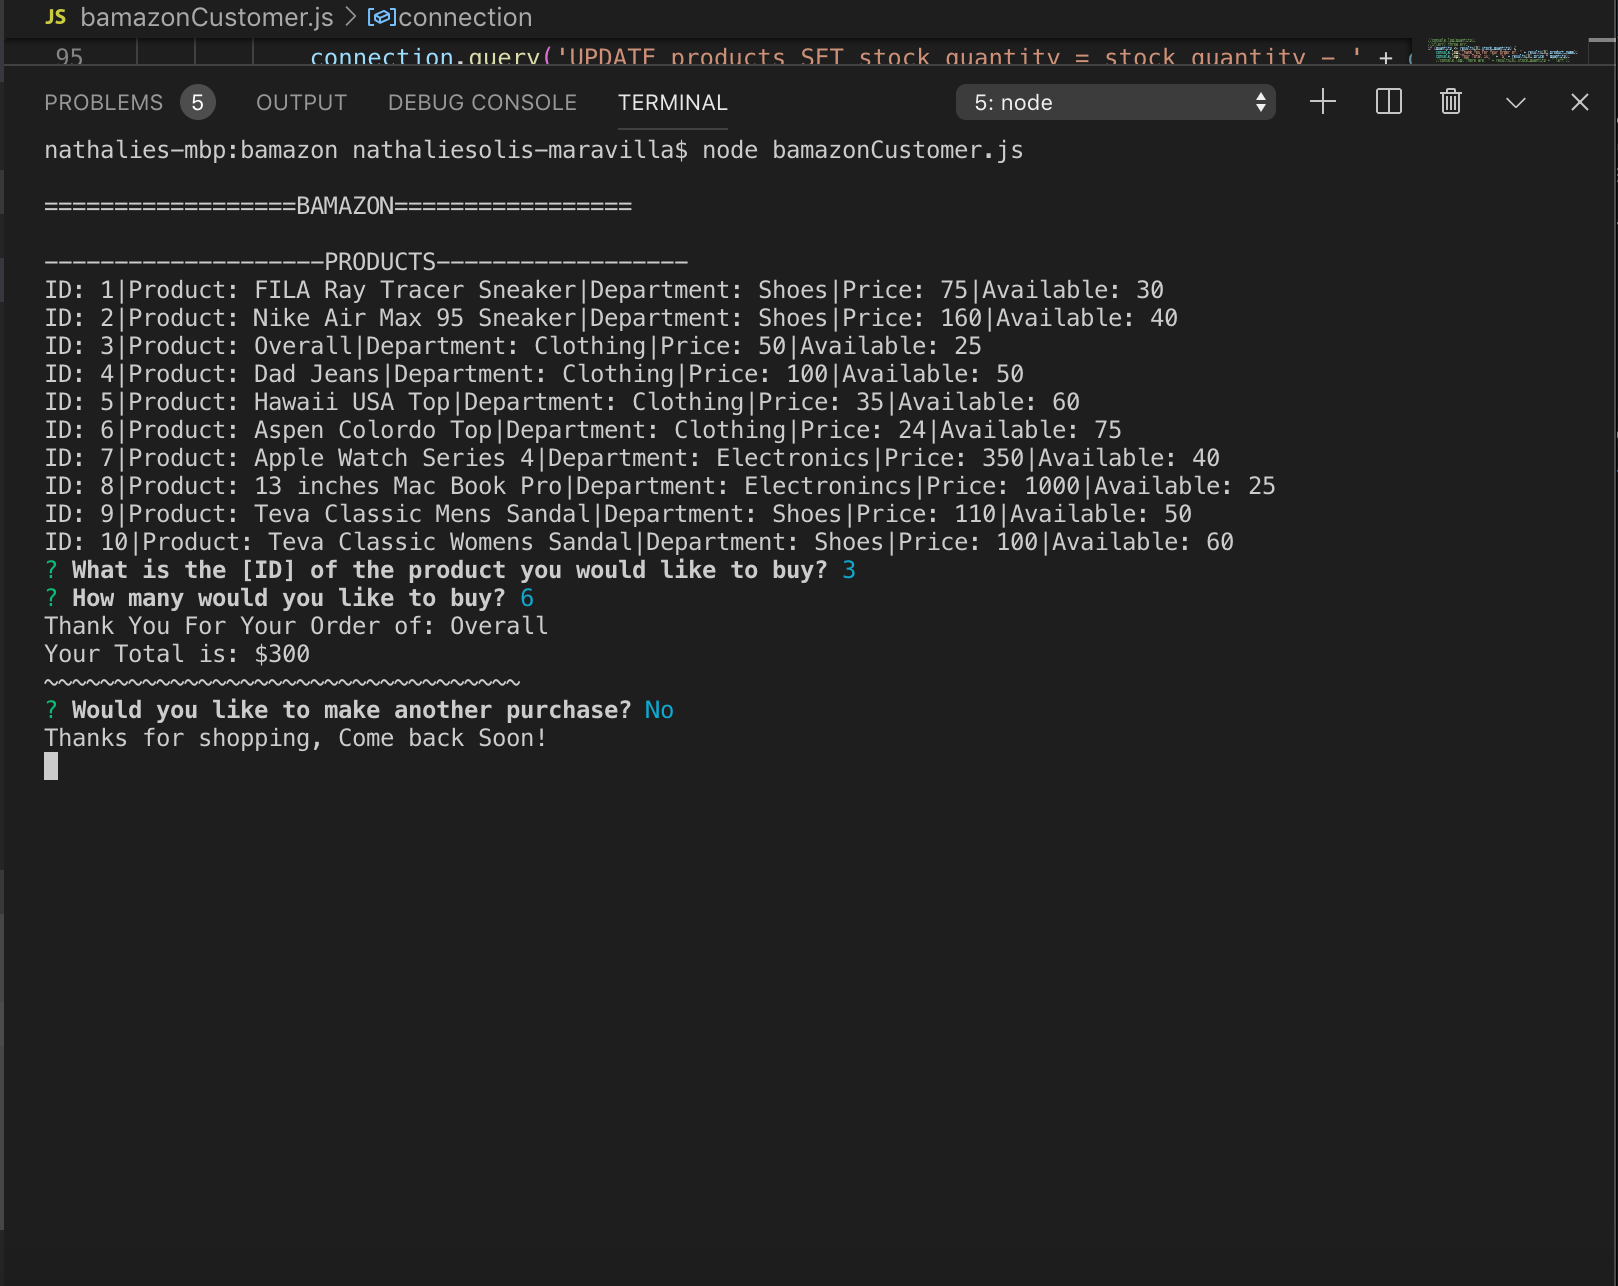 JS bamazonCustomer.js > connection
95 connection.query('UPDATE products SET stock_quantity = stock_quantity - ' +
PROBLEMS 5 OUTPUT DEBUG CONSOLE TERMINAL 5: node
nathalies-mbp:bamazon nathaliesolis-maravilla$ node bamazonCustomer.js
==================BAMAZON=================
--------------------PRODUCTS------------------
ID: 1|Product: FILA Ray Tracer Sneaker|Department: Shoes|Price: 75|Available: 30
ID: 2|Product: Nike Air Max 95 Sneaker|Department: Shoes|Price: 160|Available: 40
ID: 3|Product: Overall|Department: Clothing|Price: 50|Available: 25
ID: 4|Product: Dad Jeans|Department: Clothing|Price: 100|Available: 50
ID: 5|Product: Hawaii USA Top|Department: Clothing|Price: 35|Available: 60
ID: 6|Product: Aspen Colordo Top|Department: Clothing|Price: 24|Available: 75
ID: 7|Product: Apple Watch Series 4|Department: Electronics|Price: 350|Available: 40
ID: 8|Product: 13 inches Mac Book Pro|Department: Electronincs|Price: 1000|Available: 25
ID: 9|Product: Teva Classic Mens Sandal|Department: Shoes|Price: 110|Available: 50
ID: 10|Product: Teva Classic Womens Sandal|Department: Shoes|Price: 100|Available: 60
? What is the [ID] of the product you would like to buy? 3
? How many would you like to buy? 6
Thank You For Your Order of: Overall
Your Total is: $300
~~~~~~~~~~~~~~~~~~~~~~~~~~~~~~~~~~
? Would you like to make another purchase? No
Thanks for shopping, Come back Soon!